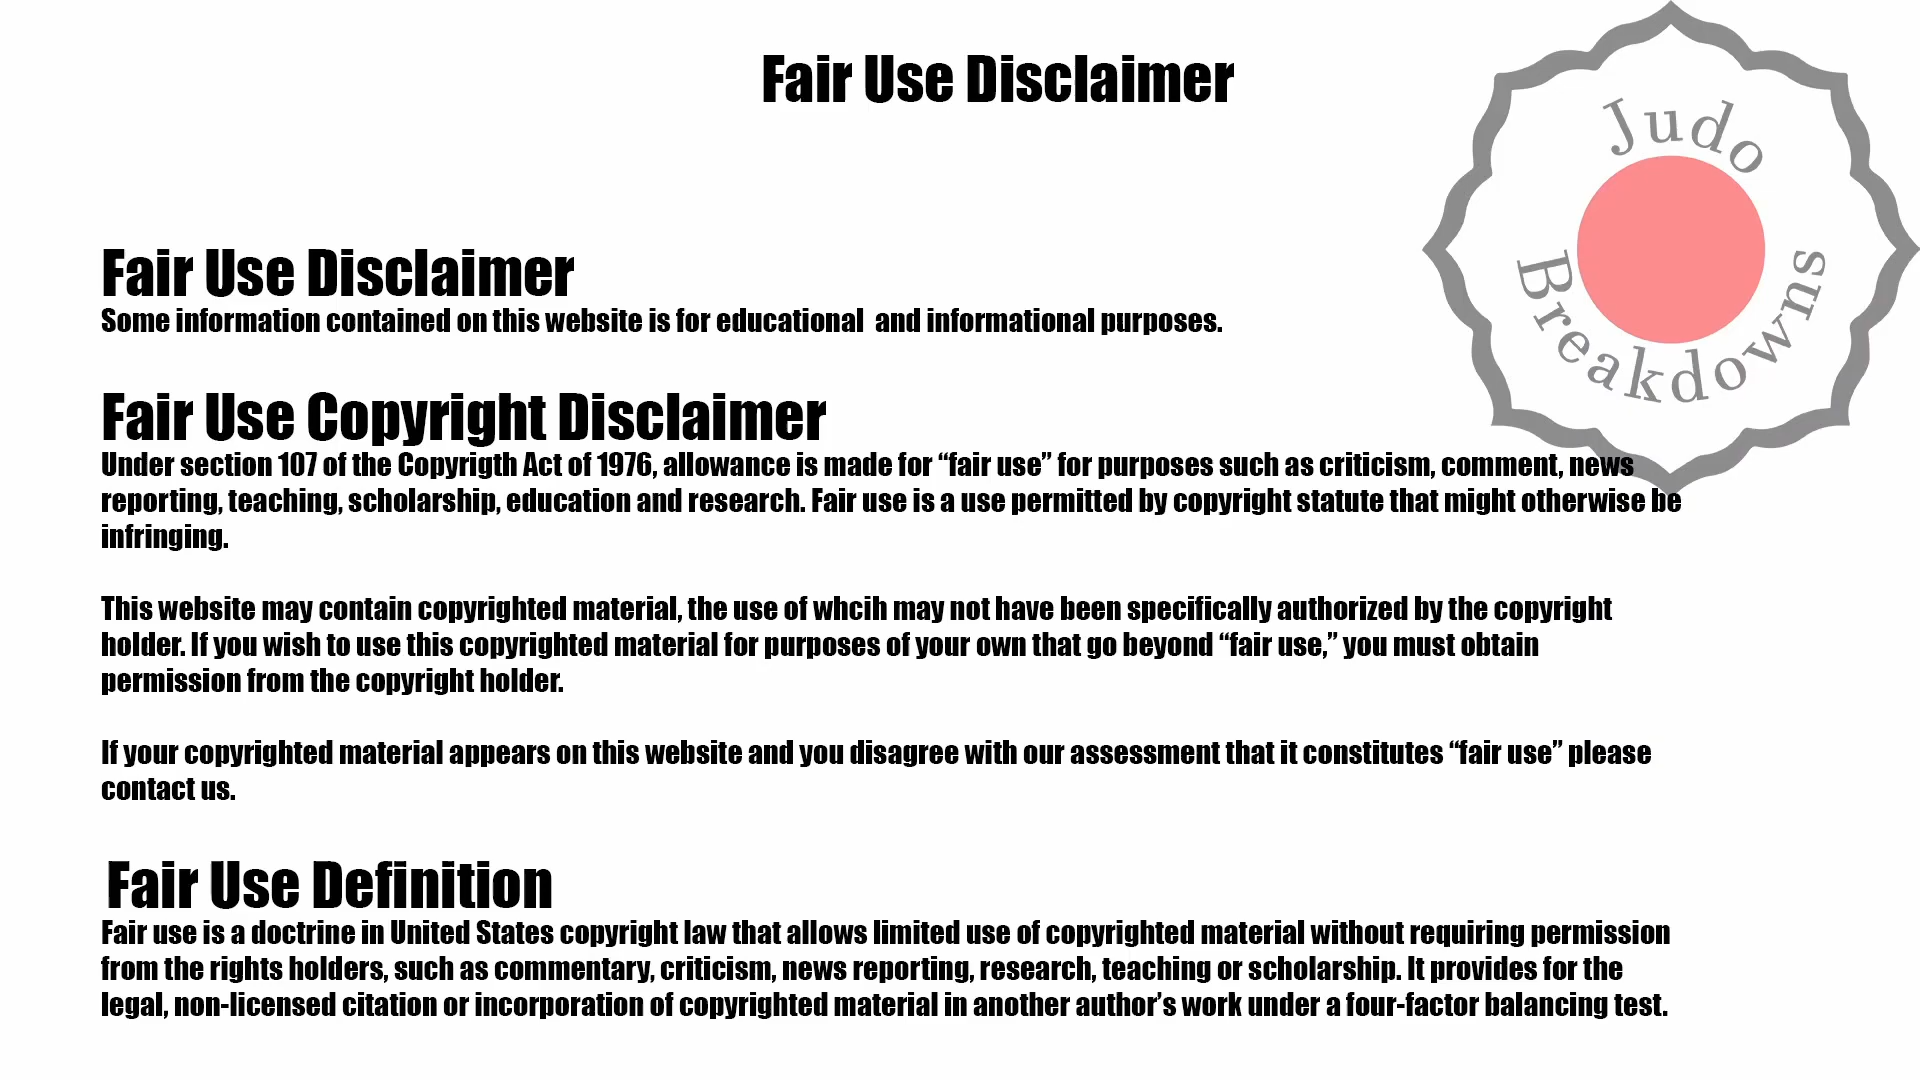 Fair Use Disclaimer
Judo
Breakdowns
Fair Use Disclaimer
Some information contained on this website is for educational  and informational purposes.
Fair Use Copyright Disclaimer
Under section 107 of the Copyrigth Act of 1976, allowance is made for “fair use” for purposes such as criticism, comment, news
reporting, teaching, scholarship, education and research. Fair use is a use permitted by copyright statute that might otherwise be
infringing.
This website may contain copyrighted material, the use of whcih may not have been specifically authorized by the copyright
holder. If you wish to use this copyrighted material for purposes of your own that go beyond “fair use,” you must obtain
permission from the copyright holder.
If your copyrighted material appears on this website and you disagree with our assessment that it constitutes “fair use” please
contact us.
Fair Use Definition
Fair use is a doctrine in United States copyright law that allows limited use of copyrighted material without requiring permission
from the rights holders, such as commentary, criticism, news reporting, research, teaching or scholarship. It provides for the
legal, non-licensed citation or incorporation of copyrighted material in another author’s work under a four-factor balancing test.